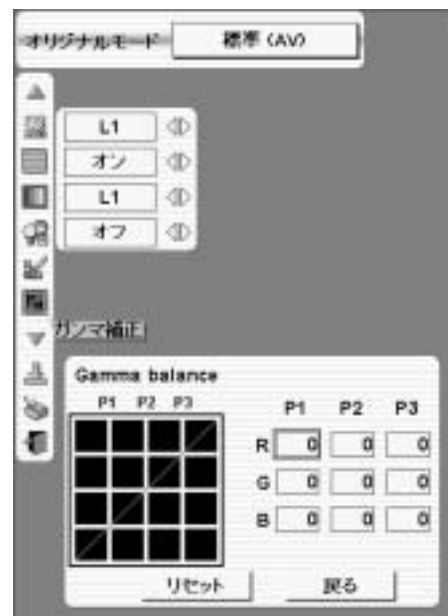 オリジナルモード 標準 (AV)
L1
オン
L1
オフ
ガンマ補正
Gamma balance
P1 P2 P3
P1 P2 P3
R 0 0 0
G 0 0 0
B 0 0 0
リセット 戻る